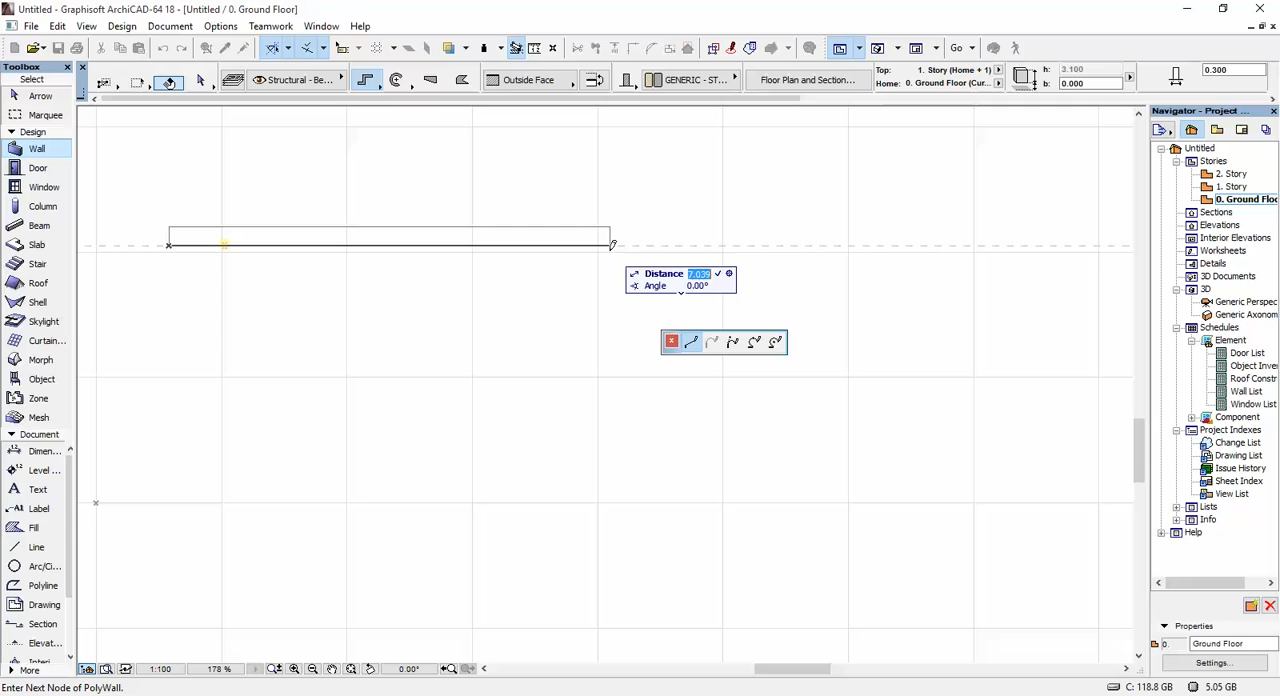 Untitled - Graphisoft ArchiCAD-64 18 - [Untitled / 0. Ground Floor]
File Edit View Design Document Options Teamwork Window Help
Go
Toolbox
Select
Arrow
Marquee
Design
Wall
Door
Window
Column
Beam
Slab
Stair
Roof
Shell
Skylight
Curtain...
Morph
Object
Zone
Mesh
Document
Dimen...
Level ...
Text
Label
Fill
Line
Arc/Ci...
Polyline
Drawing
Section
Elevat...
More
Structural - Be...
Outside Face
GENERIC - ST...
Floor Plan and Section...
Top: 1. Story (Home + 1)
Home: 0. Ground Floor (Cur...
h: 3.100
b: 0.000
0.300
Distance 7.039
Angle 0.00°
Navigator - Project ...
Untitled
Stories
2. Story
1. Story
0. Ground Floo
Sections
Elevations
Interior Elevations
Worksheets
Details
3D Documents
3D
Generic Perspe
Generic Axonom
Schedules
Element
Door List
Object Inve
Roof Constr
Wall List
Window List
Component
Project Indexes
Change List
Drawing List
Issue History
Sheet Index
View List
Lists
Info
Help
Properties
0. Ground Floor
Settings...
1:100 178 % 0.00°
Enter Next Node of PolyWall.
C: 118.8 GB 5.05 GB